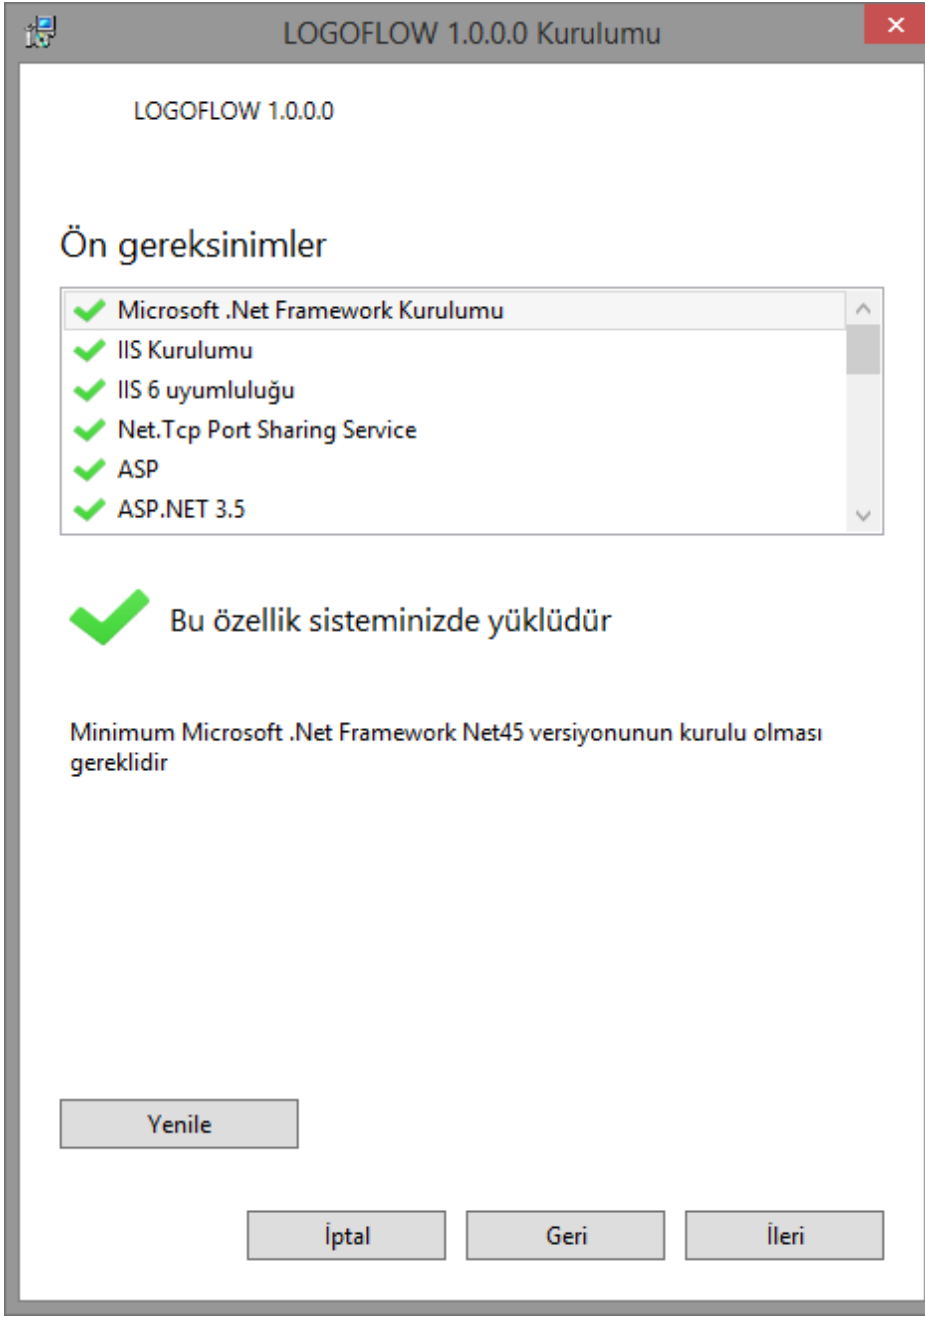 LOGOFLOW 1.0.0.0 Kurulumu
LOGOFLOW 1.0.0.0
Ön gereksinimler
Microsoft .Net Framework Kurulumu
IIS Kurulumu
IIS 6 uyumluluğu
Net.Tcp Port Sharing Service
ASP
ASP.NET 3.5
Bu özellik sisteminizde yüklüdür
Minimum Microsoft .Net Framework Net45 versiyonunun kurulu olması
gereklidir
Yenile
İptal
Geri
İleri